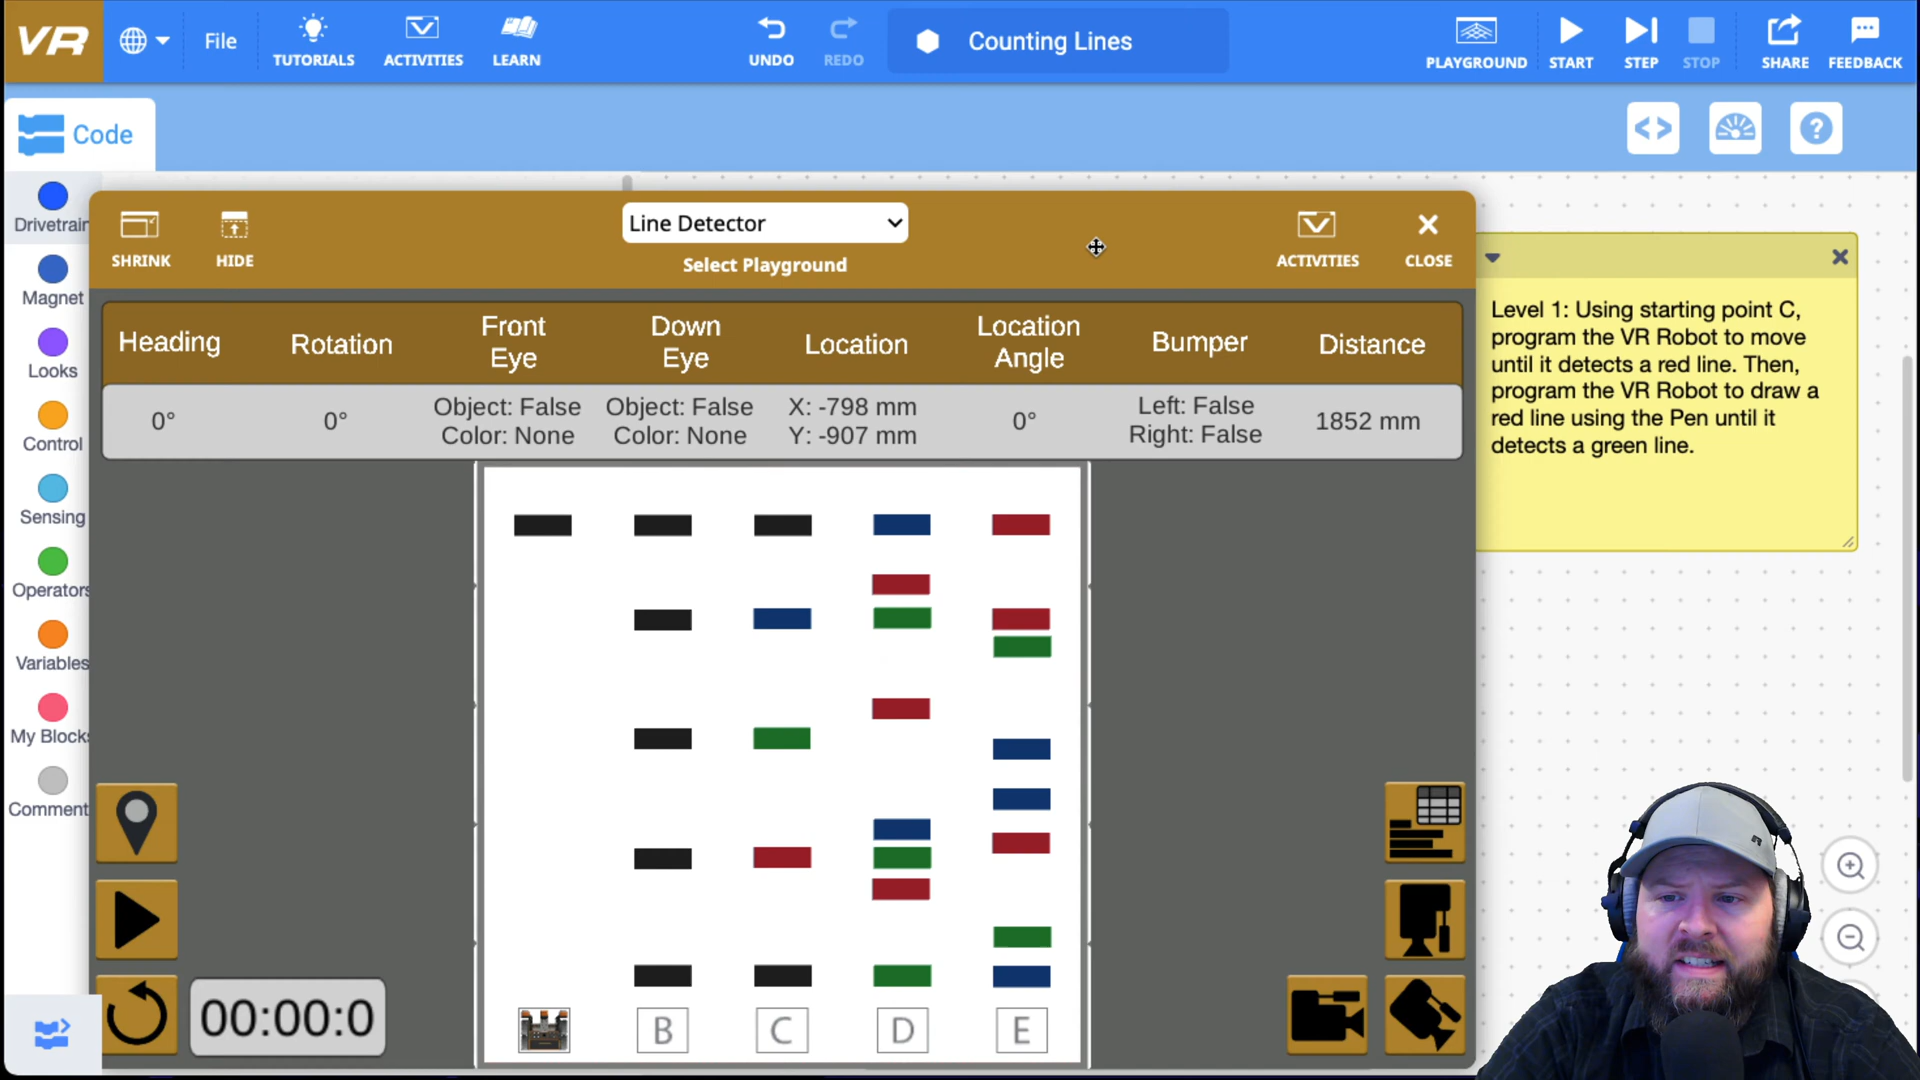 VR
File
TUTORIALS
ACTIVITIES
LEARN
UNDO
REDO
Counting Lines
PLAYGROUND
START
STEP
STOP
SHARE
FEEDBACK
Code
Drivetrain
Magnet
Looks
Control
Sensing
Operators
Variables
My Blocks
Comment
SHRINK
HIDE
Line Detector
Select Playground
ACTIVITIES
CLOSE
Heading Rotation Front Eye Down Eye Location Location Angle Bumper Distance
0° 0° Object: False Object: False X: -798 mm 0° Left: False 1852 mm
Color: None Color: None Y: -907 mm Right: False
Level 1: Using starting point C,
program the VR Robot to move
until it detects a red line. Then,
program the VR Robot to draw a
red line using the Pen until it
detects a green line.
00:00:0
B C D E